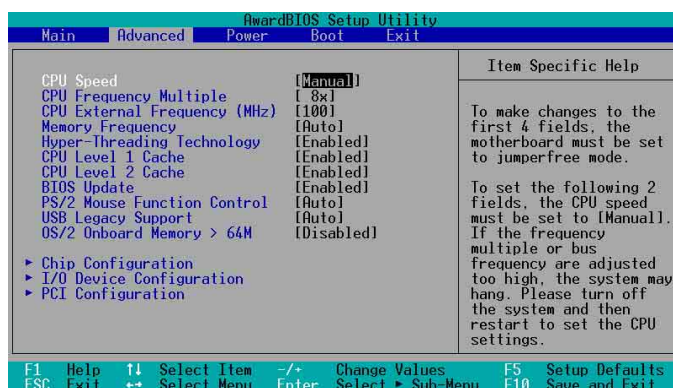 AwardBIOS Setup Utility
Main Advanced Power Boot Exit
CPU Speed [Manual]
CPU Frequency Multiple [ 8x]
CPU External Frequency (MHz) [100]
Memory Frequency [Auto]
Hyper-Threading Technology [Enabled]
CPU Level 1 Cache [Enabled]
CPU Level 2 Cache [Enabled]
BIOS Update [Enabled]
PS/2 Mouse Function Control [Auto]
USB Legacy Support [Auto]
OS/2 Onboard Memory > 64M [Disabled]
► Chip Configuration
► I/O Device Configuration
► PCI Configuration
Item Specific Help
To make changes to the
first 4 fields, the
motherboard must be set
to jumperfree mode.
To set the following 2
fields, the CPU speed
must be set to [Manual].
If the frequency
multiple or bus
frequency are adjusted
too high, the system may
hang. Please turn off
the system and then
restart to set the CPU
settings.
F1 Help ↑↓ Select Item -/+ Change Values F5 Setup Defaults
ESC Exit ↔ Select Menu Enter Select ► Sub-Menu F10 Save and Exit